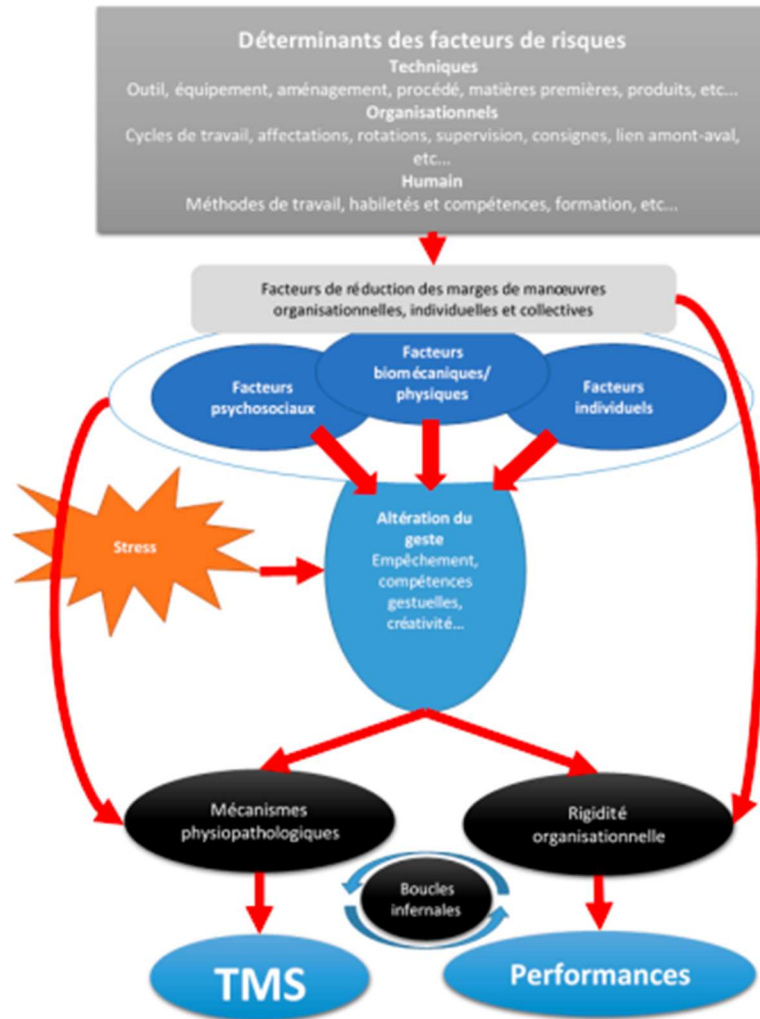 Déterminants des facteurs de risques
Techniques
Outil, équipement, aménagement, procédé, matières premières, produits, etc...
Organisationnels
Cycles de travail, affectations, rotations, supervision, consignes, lien amont-aval,
etc...
Humain
Méthodes de travail, habiletés et compétences, formation, etc...
Facteurs de réduction des marges de manœuvres
organisationnelles, individuelles et collectives
Facteurs
psychosociaux
Facteurs
biomécaniques/
physiques
Facteurs
individuels
Stress
Altération du
geste
Empêchement,
compétences
gestuelles,
créativité...
Mécanismes
physiopathologiques
Rigidité
organisationnelle
Boucles
infernales
TMS
Performances